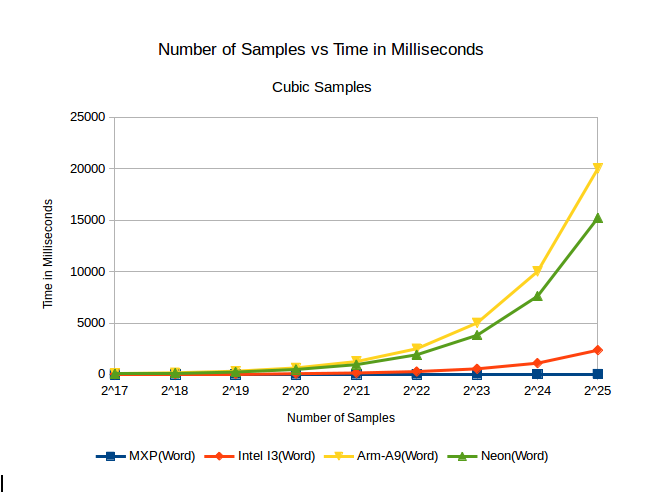 Number of Samples vs Time in Milliseconds
Cubic Samples
25000
20000
15000
10000
5000
0
Time in Milliseconds
2^17 2^18 2^19 2^20 2^21 2^22 2^23 2^24 2^25
Number of Samples
MXP(Word) Intel I3(Word) Arm-A9(Word) Neon(Word)